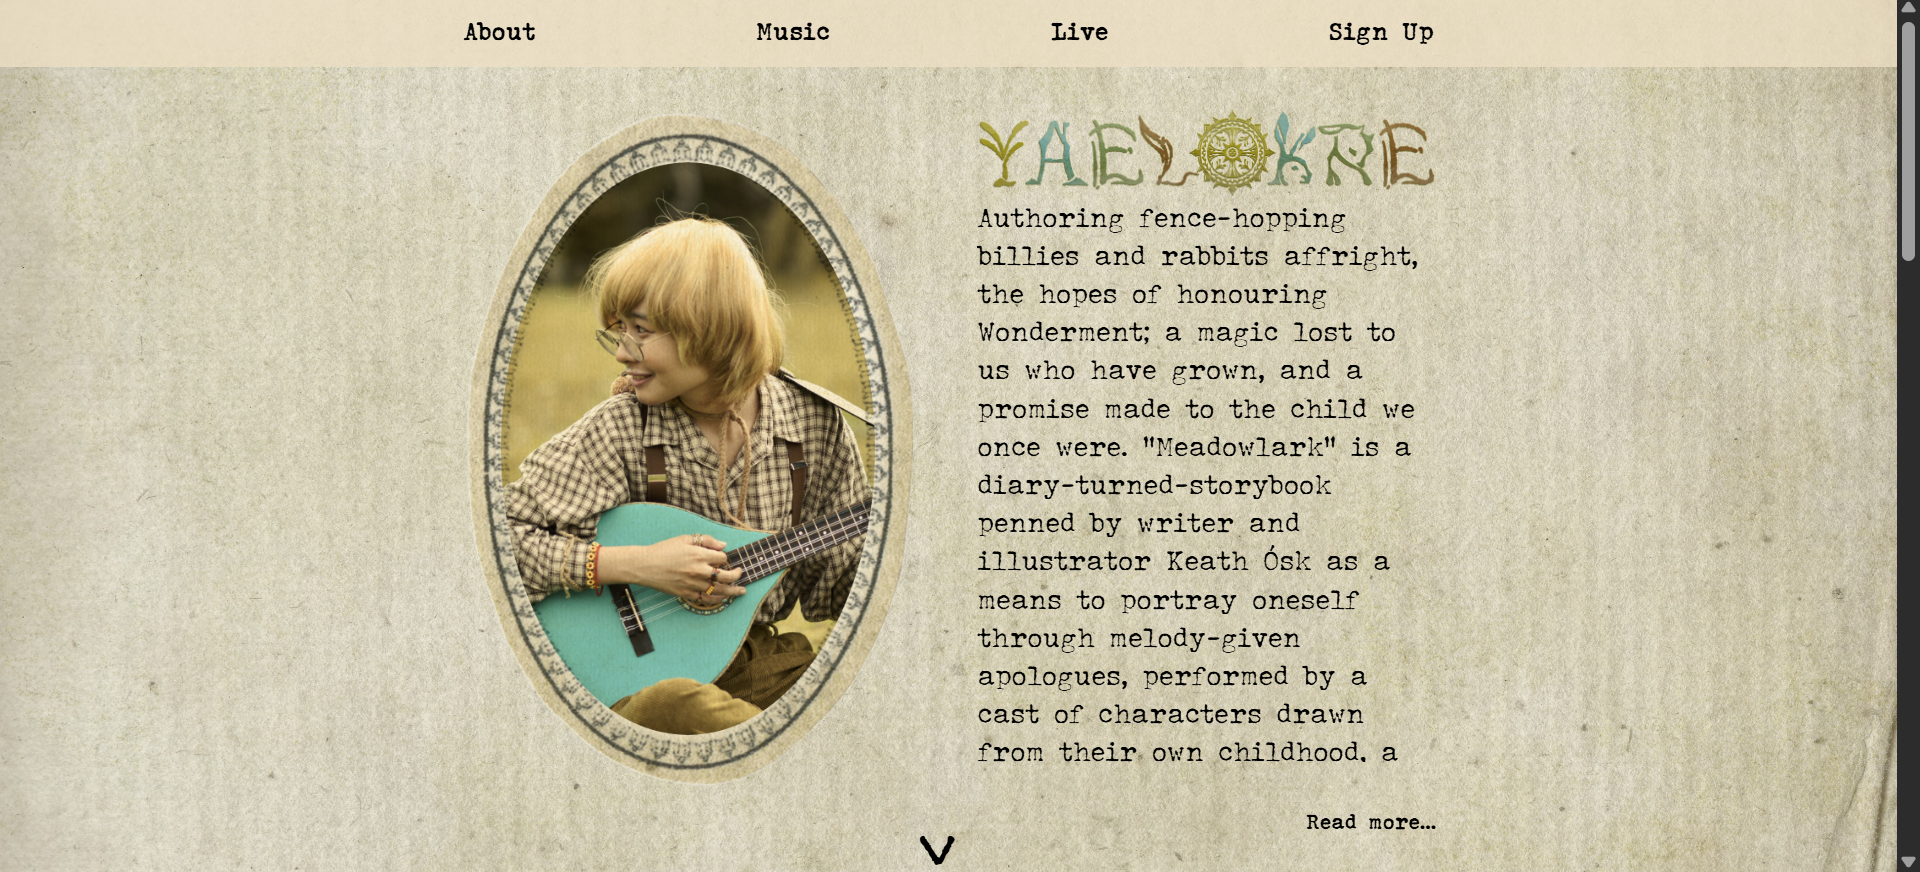 About
Music
Live
Sign Up
YAELOKRE
Authoring fence-hopping
billies and rabbits affright,
the hopes of honouring
Wonderment; a magic lost to
us who have grown, and a
promise made to the child we
once were. "Meadowlark" is a
diary-turned-storybook
penned by writer and
illustrator Keath Ósk as a
means to portray oneself
through melody-given
apologues, performed by a
cast of characters drawn
from their own childhood, a
Read more...